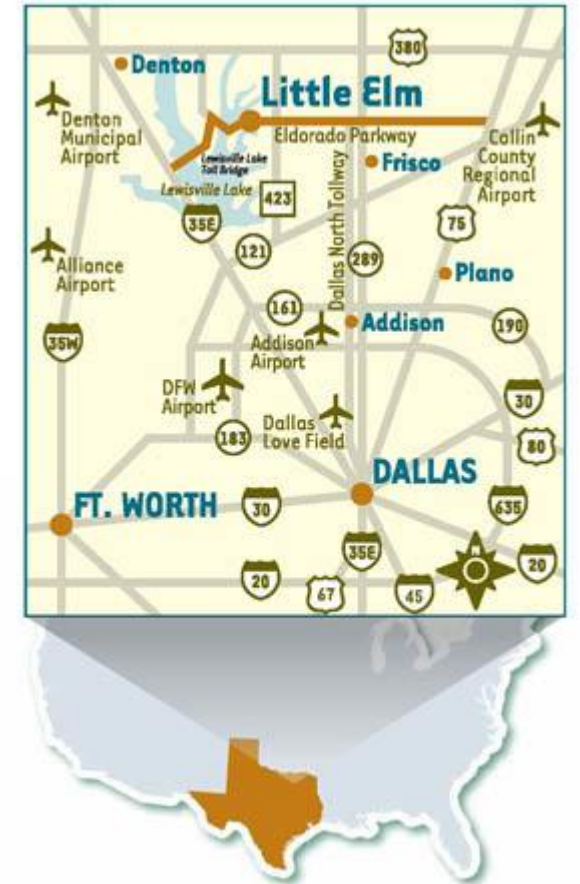 380
Denton
Little Elm
Denton
Municipal
Airport
Eldorado Parkway
Collin
County
Regional
Airport
Lewisville Lake
Toll Bridge
Frisco
Lewisville Lake
423
Dallas North Tollway
75
35E
121
289
Alliance
Airport
Plano
161
Addison
190
35W
Addison
Airport
DFW
Airport
30
Dallas
Love Field
183
80
DALLAS
FT. WORTH
30
635
35E
N
20
20
67
45